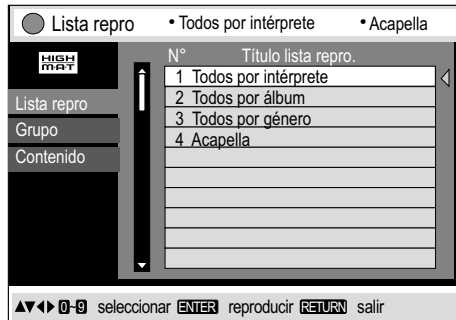 Lista repro • Todos por intérprete • Acapella
HIGH
MAT
N° Título lista repro.
1 Todos por intérprete
2 Todos por álbum
3 Todos por género
4 Acapella
Lista repro
Grupo
Contenido
▲▼◀▶ 0~9 seleccionar ENTER reproducir RETURN salir